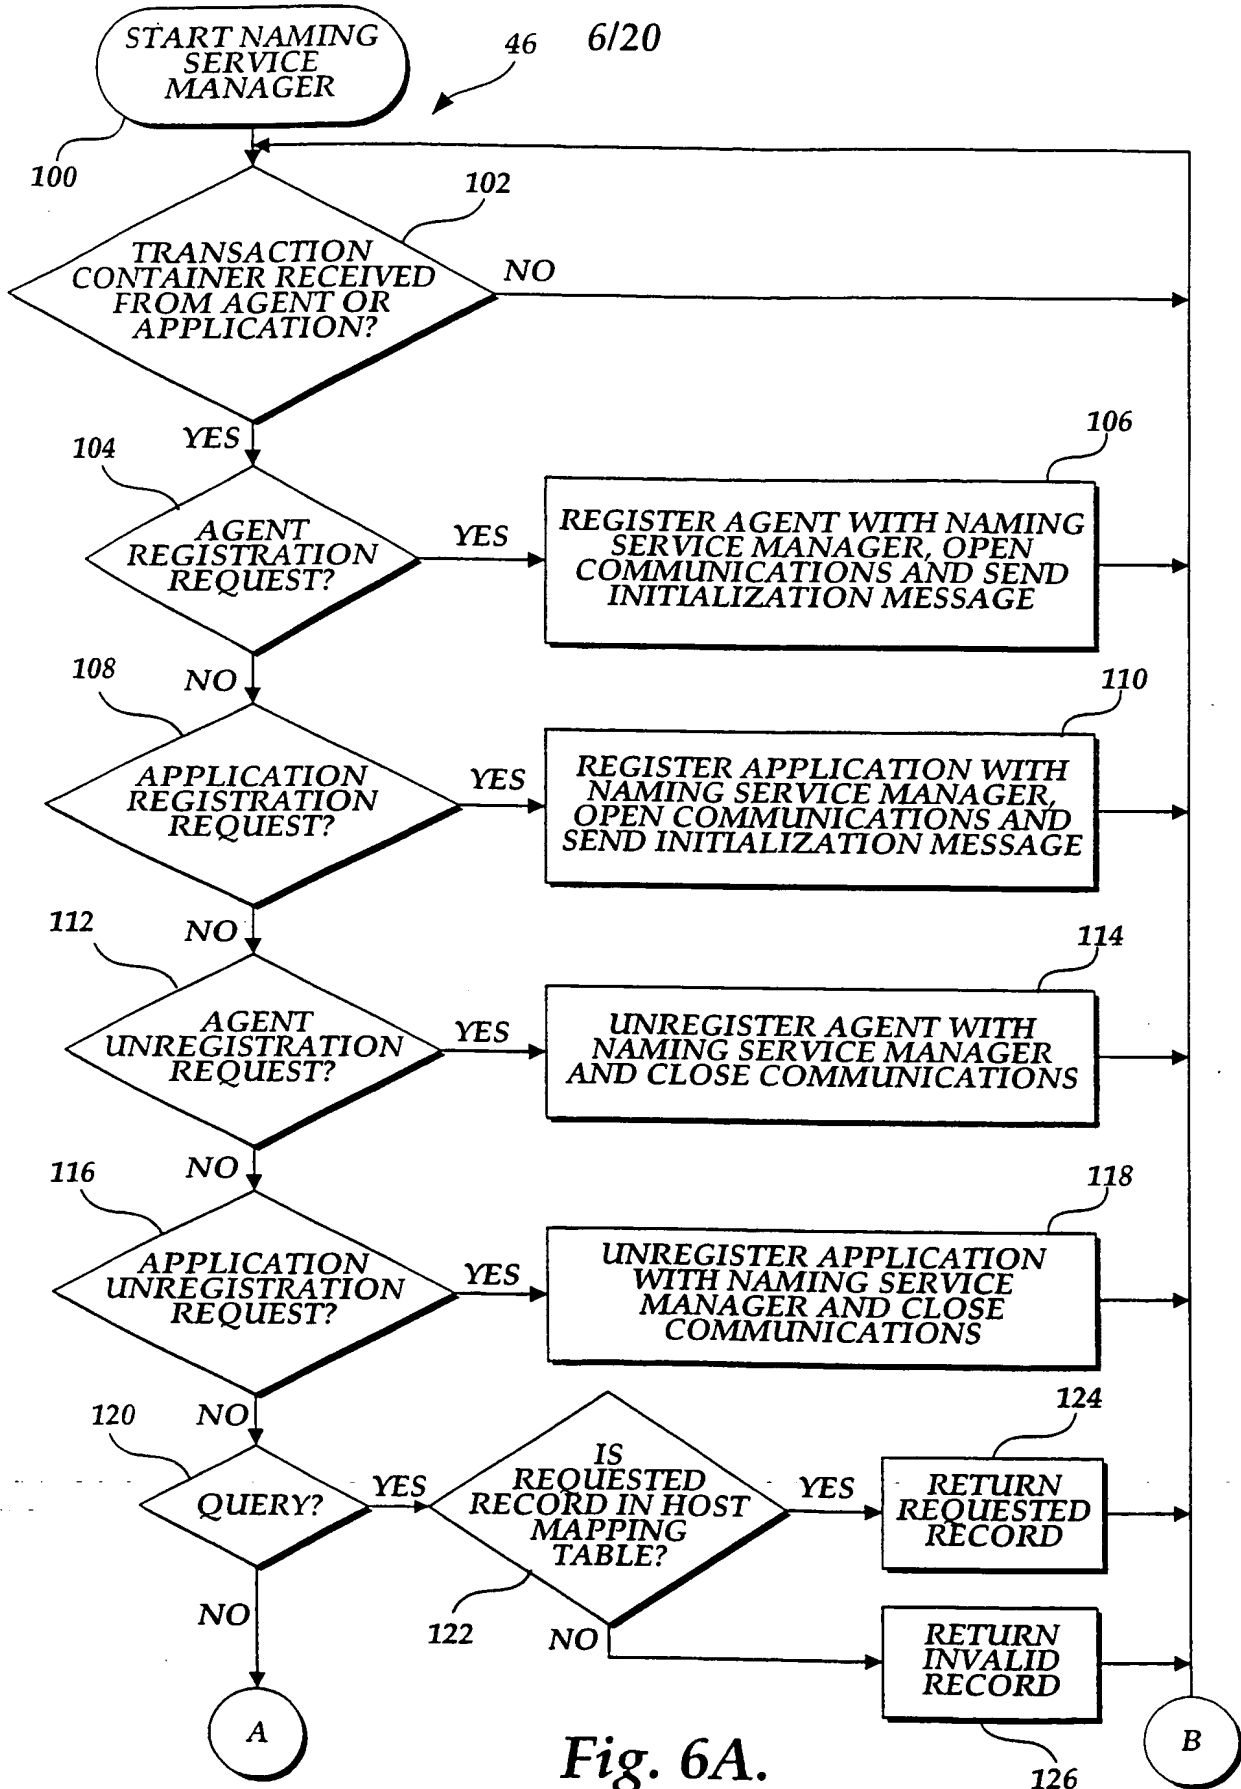 START NAMING
SERVICE
MANAGER
46
6/20
100
102
TRANSACTION
CONTAINER RECEIVED
FROM AGENT OR
APPLICATION?
NO
YES
104
106
AGENT
REGISTRATION
REQUEST?
YES
REGISTER AGENT WITH NAMING
SERVICE MANAGER, OPEN
COMMUNICATIONS AND SEND
INITIALIZATION MESSAGE
NO
108
110
APPLICATION
REGISTRATION
REQUEST?
YES
REGISTER APPLICATION WITH
NAMING SERVICE MANAGER,
OPEN COMMUNICATIONS AND
SEND INITIALIZATION MESSAGE
NO
112
114
AGENT
UNREGISTRATION
REQUEST?
YES
UNREGISTER AGENT WITH
NAMING SERVICE MANAGER
AND CLOSE COMMUNICATIONS
NO
116
118
APPLICATION
UNREGISTRATION
REQUEST?
YES
UNREGISTER APPLICATION
WITH NAMING SERVICE
MANAGER AND CLOSE
COMMUNICATIONS
NO
120
124
QUERY?
YES
IS
REQUESTED
RECORD IN HOST
MAPPING
TABLE?
YES
RETURN
REQUESTED
RECORD
NO
122
NO
RETURN
INVALID
RECORD
A
B
Fig. 6A.
126